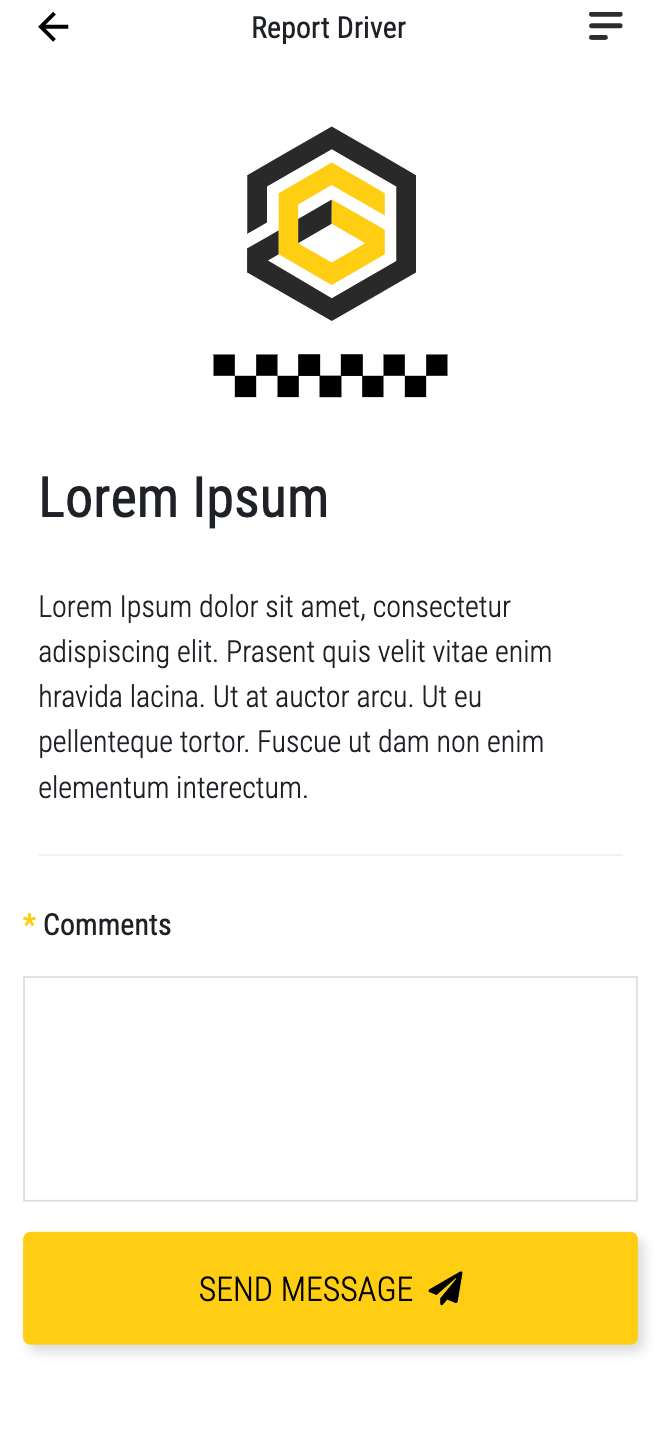 Report Driver
Lorem Ipsum
Lorem Ipsum dolor sit amet, consectetur
adispiscing elit. Prasent quis velit vitae enim
hravida lacina. Ut at auctor arcu. Ut eu
pellenteque tortor. Fuscue ut dam non enim
elementum interectum.
* Comments
SEND MESSAGE